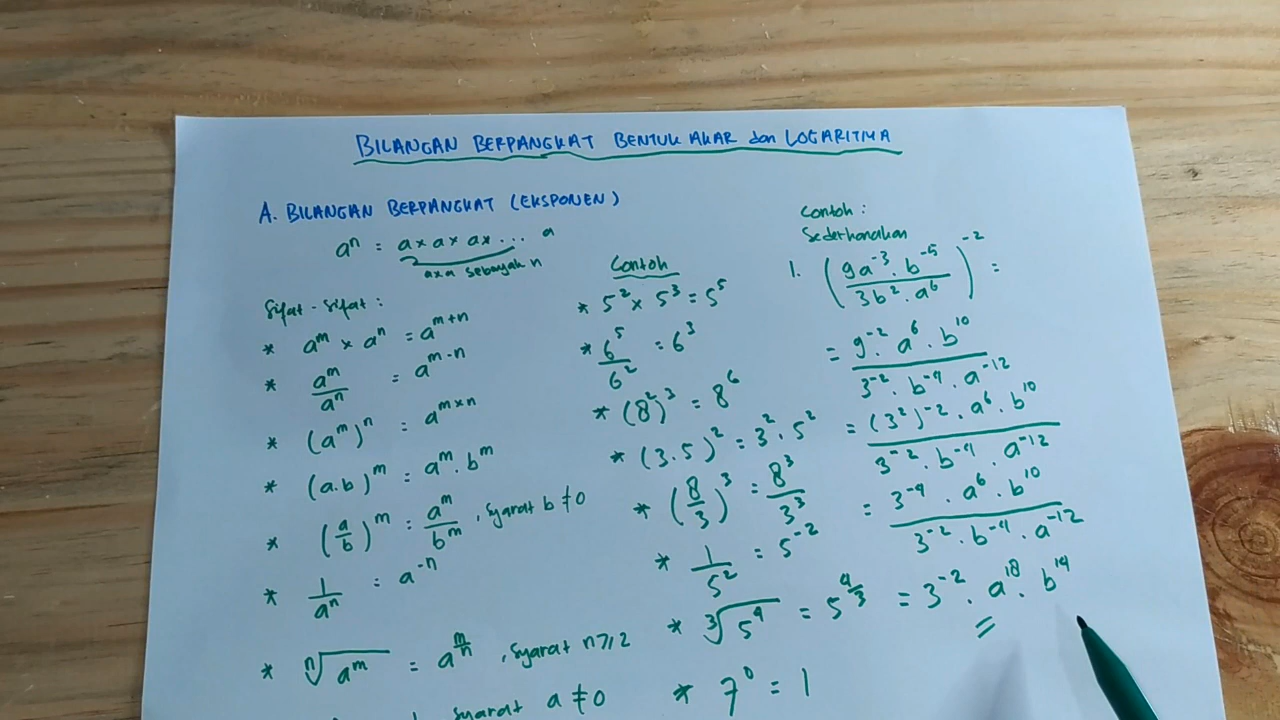 BILANGAN BERPANGKAT BENTUK AKAR dan LOGARITMA
A. BILANGAN BERPANGKAT (EKSPONEN)
aⁿ = a x a x a x ... a
axa sebanyak n
Sifat-sifat :
* aᵐ x aⁿ = aᵐ⁺ⁿ
* aᵐ/aⁿ = aᵐ⁻ⁿ
* (aᵐ)ⁿ = aᵐˣⁿ
* (a.b)ᵐ = aᵐ . bᵐ
* (a/b)ᵐ = aᵐ/bᵐ , syarat b ≠ 0
* 1/aⁿ = a⁻ⁿ
* ⁿ√aᵐ = a^(m/n) , syarat n ≥ 2
syarat a ≠ 0
Contoh
* 5² x 5³ = 5⁵
* 6⁵/6² = 6³
* (8²)³ = 8⁶
* (3.5)² = 3² . 5²
* (8/3)³ = 8³/3³
* 1/5² = 5⁻²
* ³√5⁴ = 5^(4/3)
* 7⁰ = 1
Contoh :
Sederhanakan
1. (9a⁻³ . b⁻⁵ / 3b² . a⁶)⁻² =
= 9⁻² . a⁶ . b¹⁰ / 3⁻² . b⁻⁴ . a⁻¹²
= (3²)⁻² . a⁶ . b¹⁰ / 3⁻² . b⁻⁴ . a⁻¹²
= 3⁻⁴ . a⁶ . b¹⁰ / 3⁻² . b⁻⁴ . a⁻¹²
= 3⁻² . a¹⁸ . b¹⁴